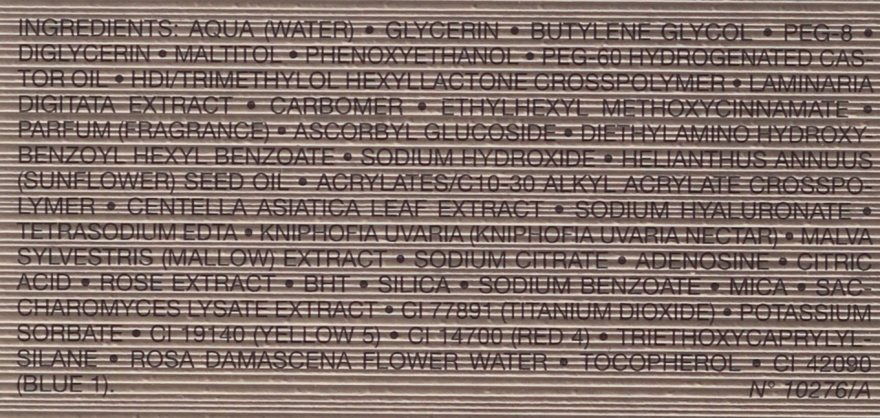 INGREDIENTS: AQUA (WATER) • GLYCERIN • BUTYLENE GLYCOL • PEG-8 •
DIGLYCERIN • MALTITOL • PHENOXYETHANOL • PEG-60 HYDROGENATED CAS-
TOR OIL • HDI/TRIMETHYLOL HEXYLLACTONE CROSSPOLYMER • LAMINARIA
DIGITATA EXTRACT • CARBOMER • ETHYLHEXYL METHOXYCINNAMATE •
PARFUM (FRAGRANCE) • ASCORBYL GLUCOSIDE • DIETHYLAMINO HYDROXY-
BENZOYL HEXYL BENZOATE • SODIUM HYDROXIDE • HELIANTHUS ANNUUS
(SUNFLOWER) SEED OIL • ACRYLATES/C10-30 ALKYL ACRYLATE CROSSPO-
LYMER • CENTELLA ASIATICA LEAF EXTRACT • SODIUM HYALURONATE •
TETRASODIUM EDTA • KNIPHOFIA UVARIA (KNIPHOFIA UVARIA NECTAR) • MALVA
SYLVESTRIS (MALLOW) EXTRACT • SODIUM CITRATE • ADENOSINE • CITRIC
ACID • ROSE EXTRACT • BHT • SILICA • SODIUM BENZOATE • MICA • SAC-
CHAROMYCES LYSATE EXTRACT • CI 77891 (TITANIUM DIOXIDE) • POTASSIUM
SORBATE • CI 19140 (YELLOW 5) • CI 14700 (RED 4) • TRIETHOXYCAPRYLYL-
SILANE • ROSA DAMASCENA FLOWER WATER • TOCOPHEROL • CI 42090
(BLUE 1). N° 10276/A